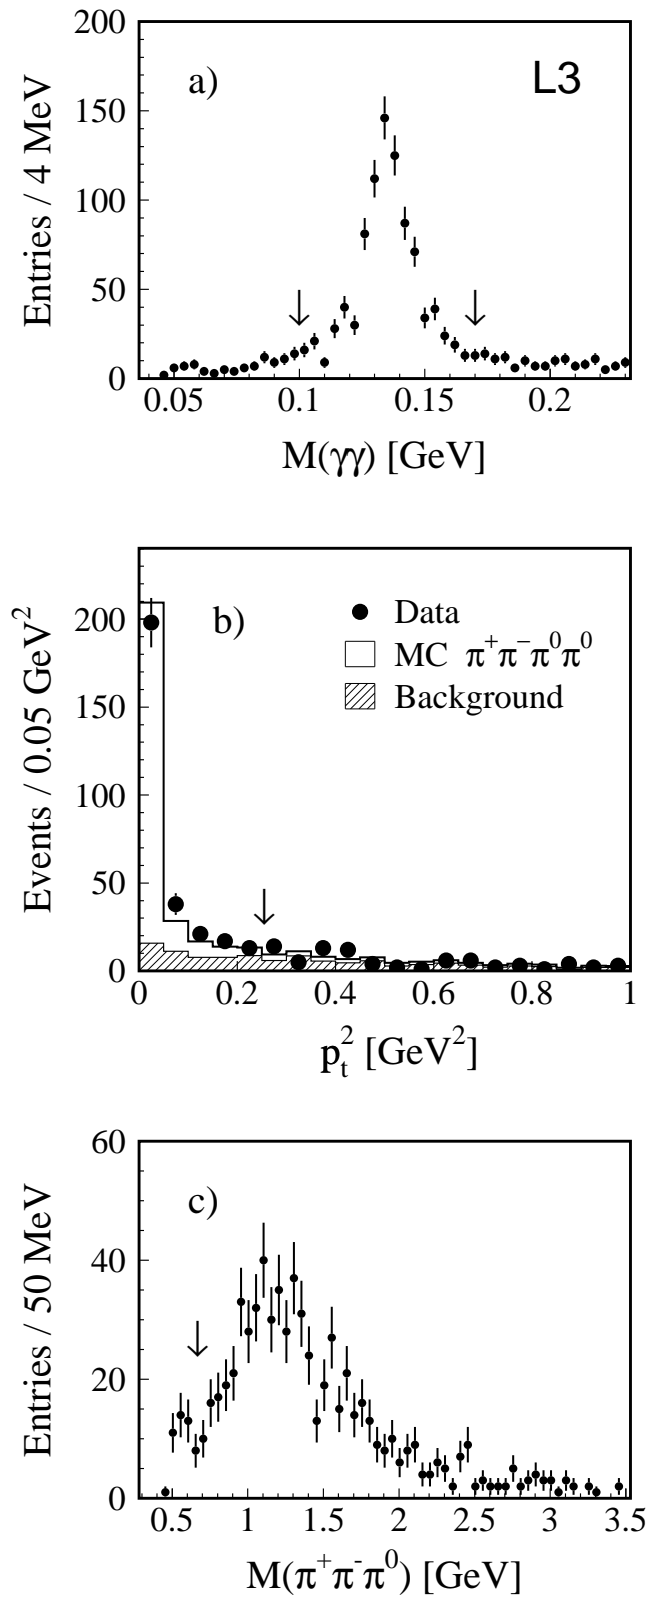 200
a)
L3
150
100
50
0
Entries / 4 MeV
0.05 0.1 0.15 0.2
M(γγ) [GeV]
200
b)
Data
MC π⁺π⁻π⁰π⁰
Background
150
100
50
0
Events / 0.05 GeV²
0 0.2 0.4 0.6 0.8 1
pₜ² [GeV²]
60
c)
40
20
0
Entries / 50 MeV
0.5 1 1.5 2 2.5 3 3.5
M(π⁺π⁻π⁰) [GeV]